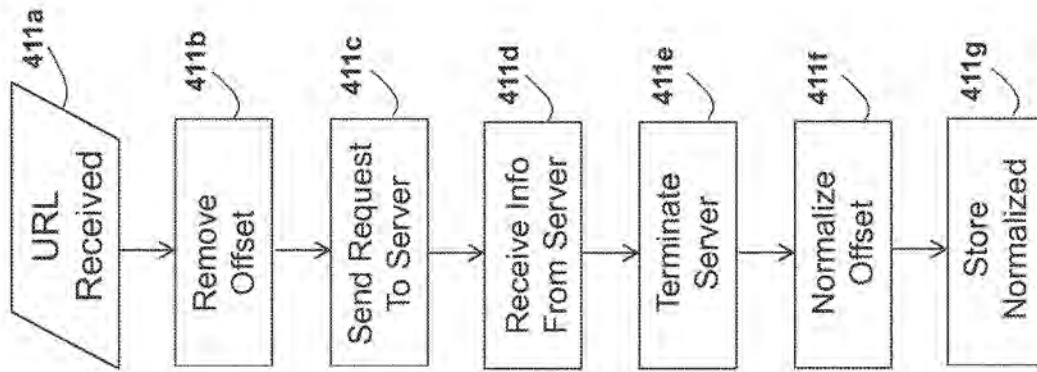 URL
Received
411a
Remove
Offset
411b
Send Request
To Server
411c
Receive Info
From Server
411d
Terminate
Server
411e
Normalize
Offset
411f
Store
Normalized
411g